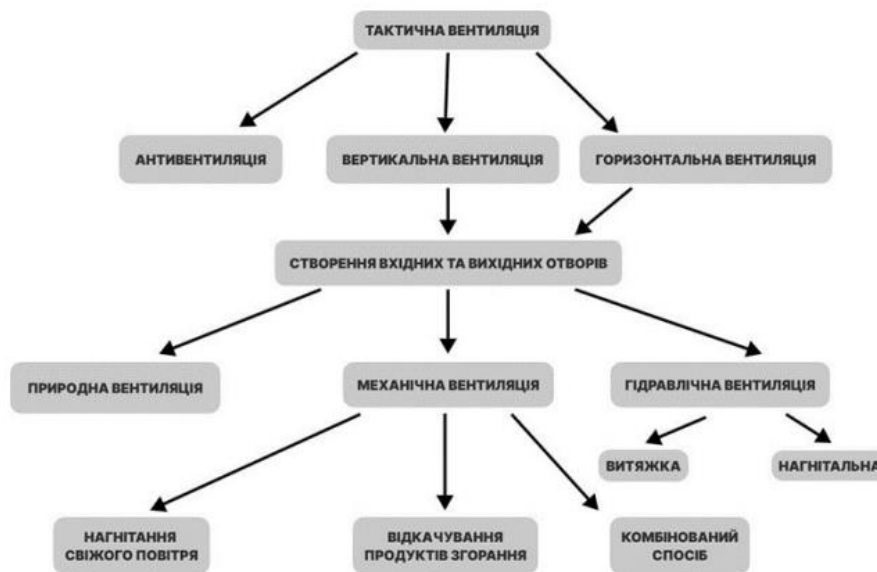 ТАКТИЧНА ВЕНТИЛЯЦІЯ
АНТИВЕНТИЛЯЦІЯ
ВЕРТИКАЛЬНА ВЕНТИЛЯЦІЯ
ГОРИЗОНТАЛЬНА ВЕНТИЛЯЦІЯ
СТВОРЕННЯ ВХІДНИХ ТА ВИХІДНИХ ОТВОРІВ
ПРИРОДНА ВЕНТИЛЯЦІЯ
МЕХАНІЧНА ВЕНТИЛЯЦІЯ
ГІДРАВЛІЧНА ВЕНТИЛЯЦІЯ
ВИТЯЖКА
НАГНІТАЛЬНА
НАГНІТАННЯ
СВІЖОГО ПОВІТРЯ
ВІДКАЧУВАННЯ
ПРОДУКТІВ ЗГОРАННЯ
КОМБІНОВАНИЙ
СПОСІБ